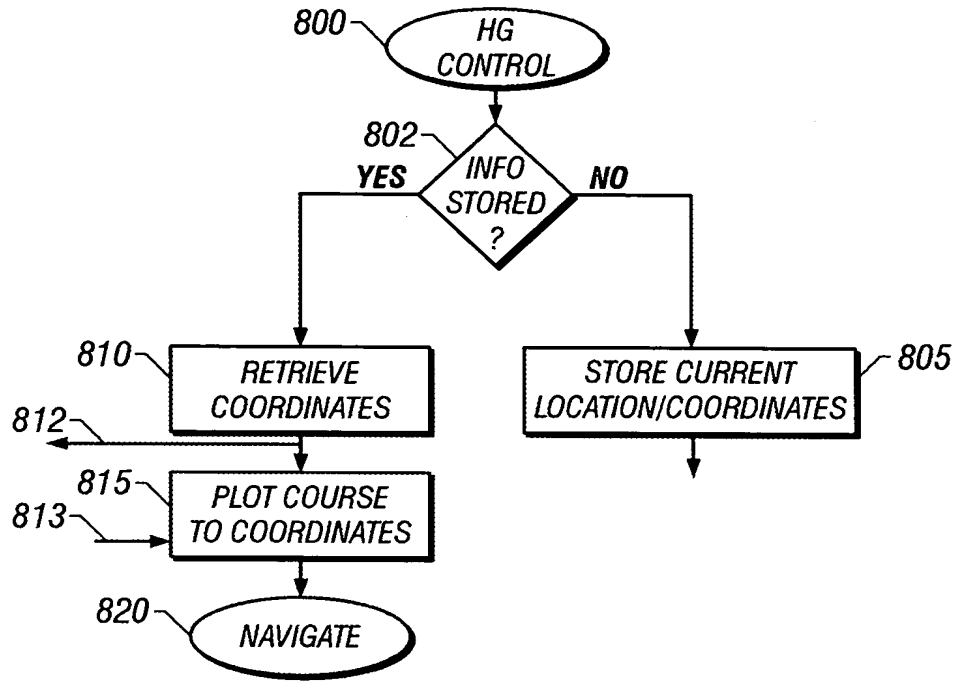 800
HG
CONTROL
802
INFO
STORED
?
YES
NO
810
RETRIEVE
COORDINATES
STORE CURRENT
LOCATION/COORDINATES
805
812
815
PLOT COURSE
TO COORDINATES
813
820
NAVIGATE